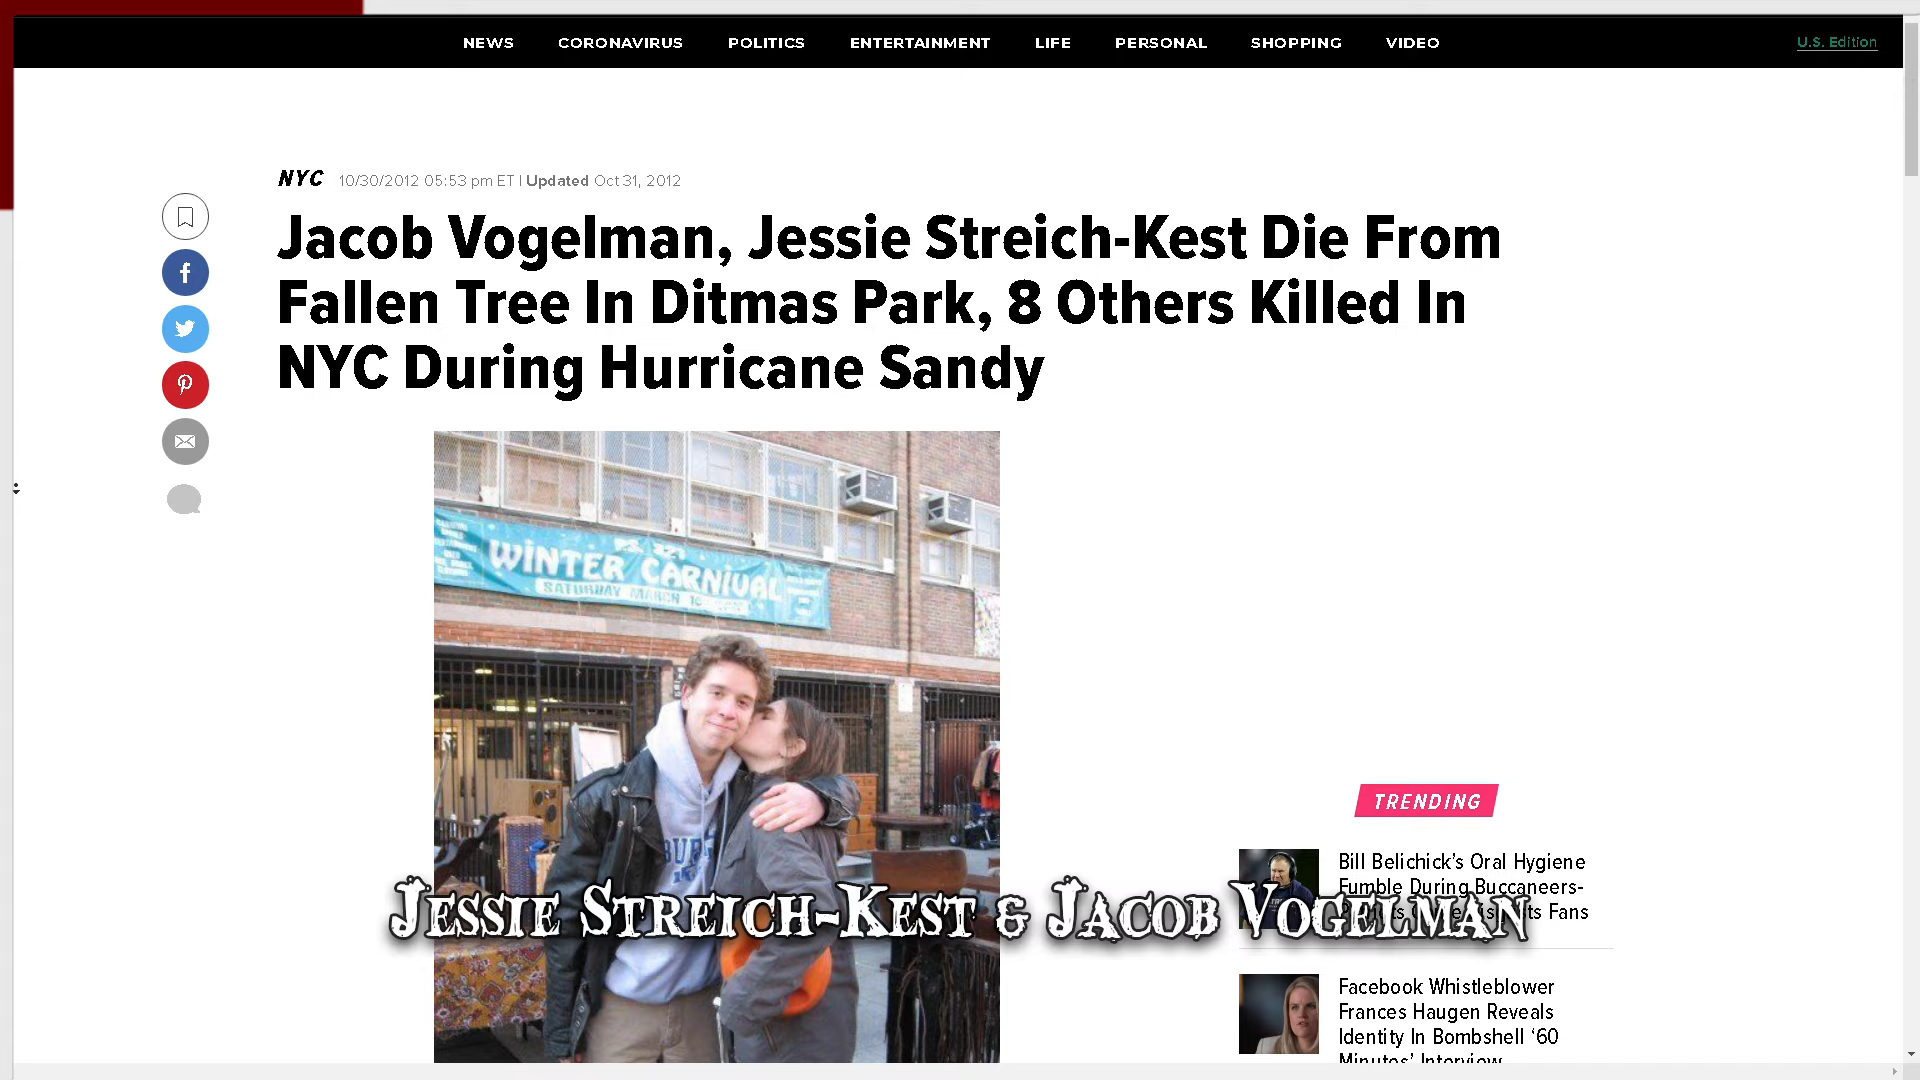 NEWS CORONAVIRUS POLITICS ENTERTAINMENT LIFE PERSONAL SHOPPING VIDEO U.S. Edition
NYC 10/30/2012 05:53 pm ET | Updated Oct 31, 2012
Jacob Vogelman, Jessie Streich-Kest Die From
Fallen Tree In Ditmas Park, 8 Others Killed In
NYC During Hurricane Sandy
WINTER CARNIVAL
SATURDAY MARCH
TRENDING
Bill Belichick's Oral Hygiene
Fumble During Buccaneers-
Fans
JESSIE STREICH-KEST & JACOB VOGELMAN
Facebook Whistleblower
Frances Haugen Reveals
Identity In Bombshell '60
Minutes' Interview